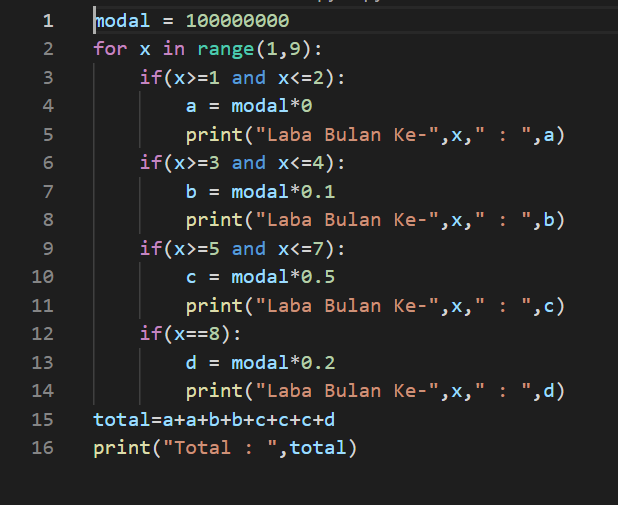 1 modal = 100000000
2 for x in range(1,9):
3     if(x>=1 and x<=2):
4         a = modal*0
5         print("Laba Bulan Ke-",x," : ",a)
6     if(x>=3 and x<=4):
7         b = modal*0.1
8         print("Laba Bulan Ke-",x," : ",b)
9     if(x>=5 and x<=7):
10         c = modal*0.5
11         print("Laba Bulan Ke-",x," : ",c)
12     if(x==8):
13         d = modal*0.2
14         print("Laba Bulan Ke-",x," : ",d)
15 total=a+a+b+b+c+c+c+d
16 print("Total : ",total)